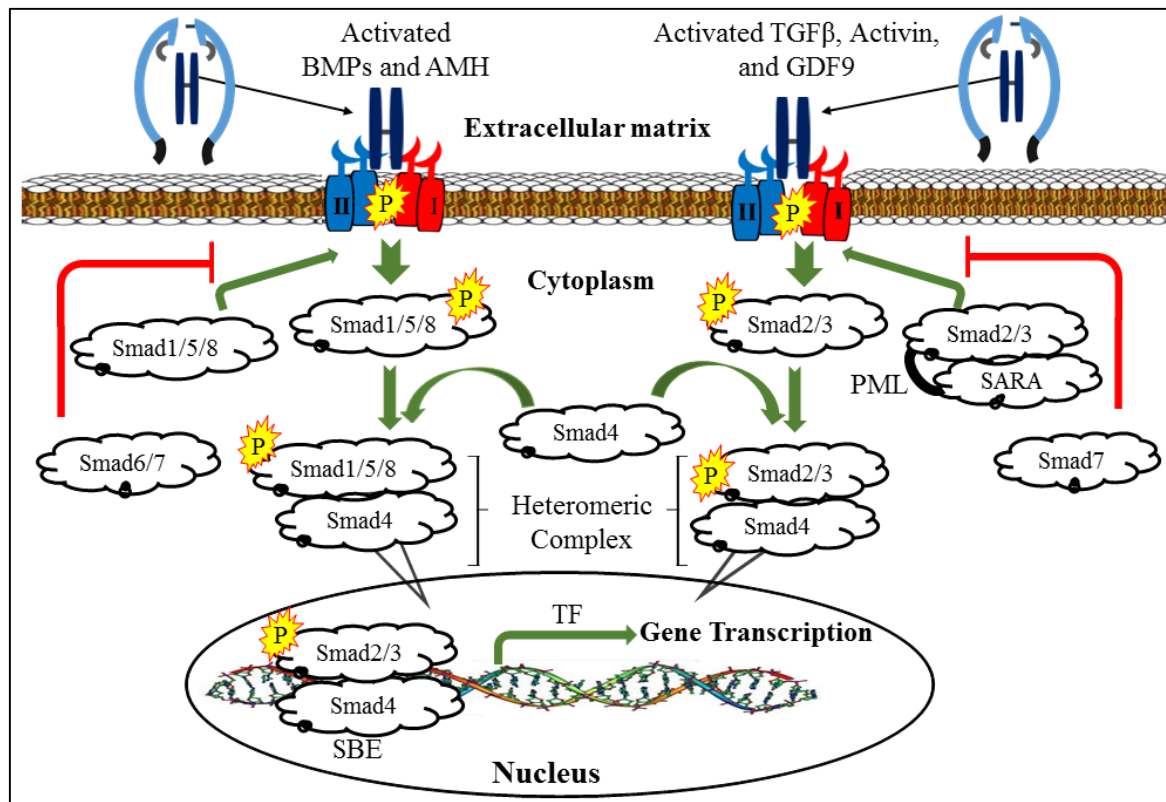 Activated
BMPs and AMH
Activated TGFβ, Activin,
and GDF9
Extracellular matrix
II
P
I
II
P
I
Cytoplasm
P
Smad1/5/8
Smad1/5/8
P
Smad2/3
Smad2/3
PML
SARA
Smad4
Smad6/7
P
Smad1/5/8
Smad4
Heteromeric
Complex
P
Smad2/3
Smad4
Smad7
TF
Gene Transcription
P
Smad2/3
Smad4
SBE
Nucleus